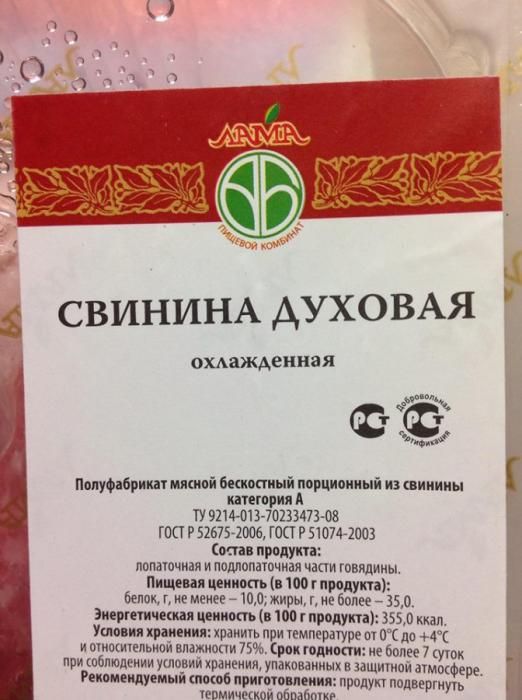 ЛАМА
ПИЩЕВОЙ КОМБИНАТ
СВИНИНА ДУХОВАЯ
охлажденная
РСТ
Добровольная
РСТ
сертификация
Полуфабрикат мясной бескостный порционный из свинины
категория А
ТУ 9214-013-70233473-08
ГОСТ Р 52675-2006, ГОСТ Р 51074-2003
Состав продукта:
лопаточная и подлопаточная части говядины.
Пищевая ценность (в 100 г продукта):
белок, г, не менее – 10,0; жиры, г, не более – 35,0.
Энергетическая ценность (в 100 г продукта): 355,0 ккал.
Условия хранения: хранить при температуре от 0°С до +4°С
и относительной влажности 75%. Срок годности: не более 7 суток
при соблюдении условий хранения, упакованных в защитной атмосфере.
Рекомендуемый способ приготовления: продукт подвергнуть
термической обработке.